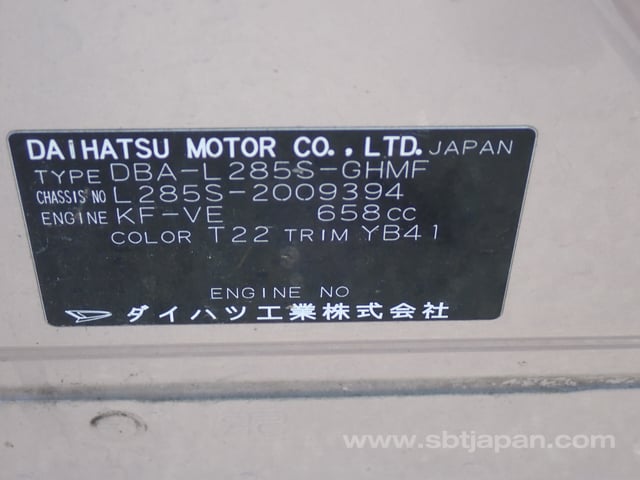 DAIHATSU MOTOR CO., LTD. JAPAN
TYPE DBA-L285S-GHMF
CHASSIS NO L285S-2009394
ENGINE KF-VE 658CC
COLOR T22 TRIM YB41
ENGINE NO
ダイハツ工業株式会社
www.sbtjapan.com